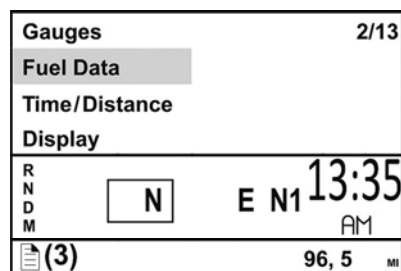 Gauges 2/13
Fuel Data
Time/Distance
Display
R
N
D
M
N E N1 13:35
AM
(3) 96, 5 MI